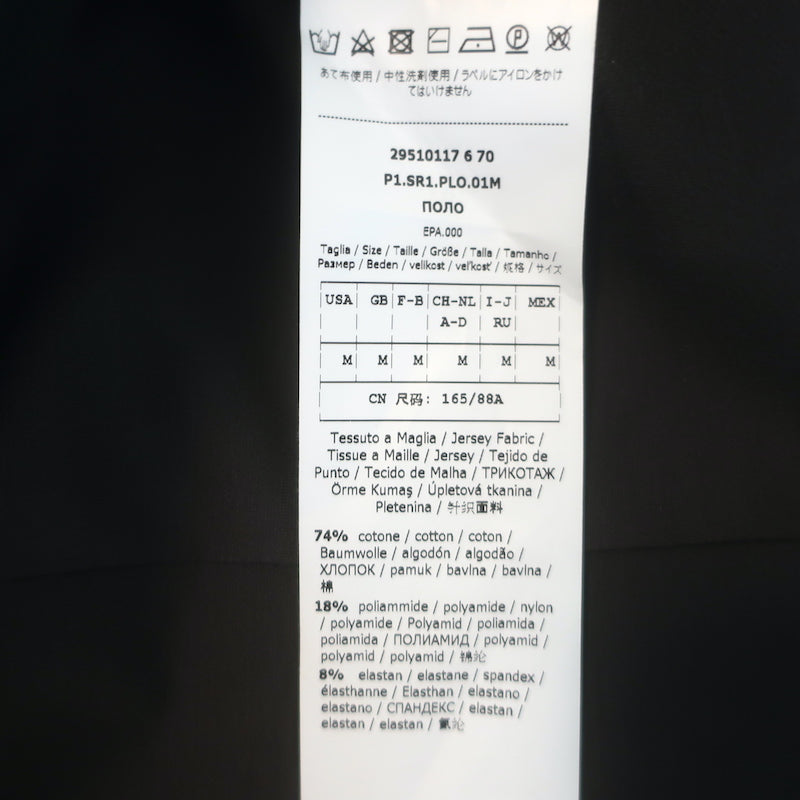 あて布使用 / 中性洗剤使用 / ラベルにアイロンをかけ
てはいけません
29510117 6 70
P1.SR1.PLO.01M
ПОЛО
EPA.000
Taglia / Size / Taille / Größe / Talla / Tamanho /
Размер / Beden / velikost / veľkosť / 规格 / サイズ
USA GB F-B CH-NL I-J MEX
A-D RU
M M M M M M
CN 尺码: 165/88A
Tessuto a Maglia / Jersey Fabric /
Tissue a Maille / Jersey / Tejido de
Punto / Tecido de Malha / ТРИКОТАЖ /
Örme Kumaş / Úpletová tkanina /
Pletenina / 针织面料
74% cotone / cotton / coton /
Baumwolle / algodón / algodão /
ХЛОПОК / pamuk / bavlna / bavlna /
棉
18% poliammide / polyamide / nylon
/ polyamide / Polyamid / poliamida /
poliamida / ПОЛИАМИД / polyamid /
polyamid / polyamid / 锦纶
8% elastan / elastane / spandex /
élasthanne / Elasthan / elastano /
elastano / СПАНДЕКС / elastan /
elastan / elastan / 氨纶